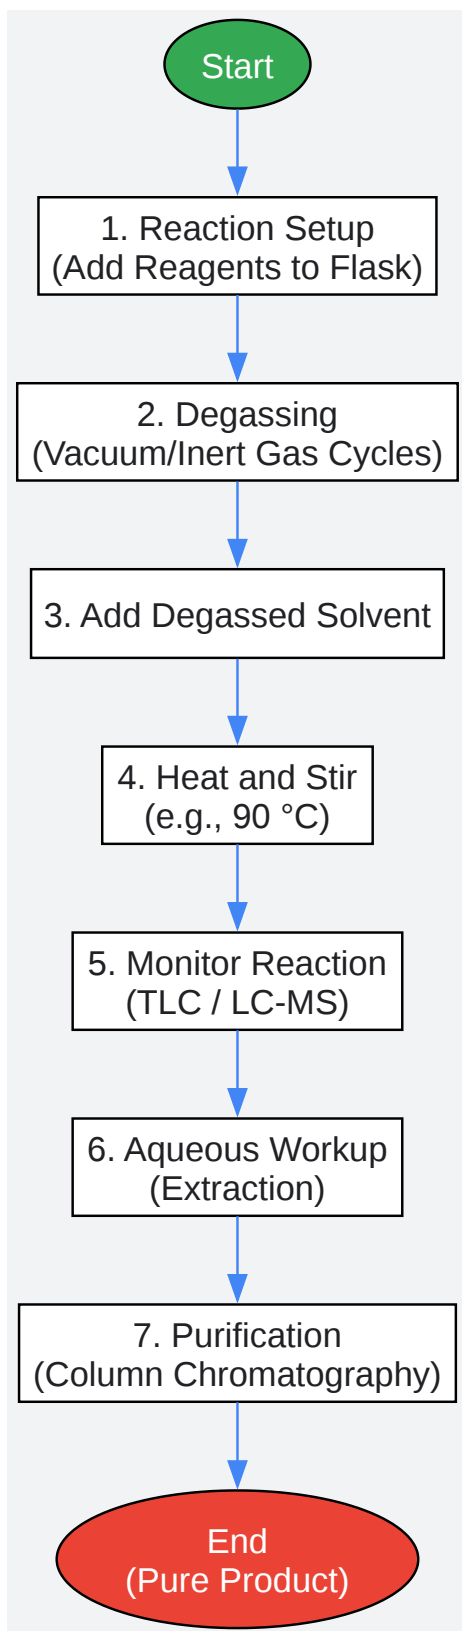 Start
1. Reaction Setup
(Add Reagents to Flask)
2. Degassing
(Vacuum/Inert Gas Cycles)
3. Add Degassed Solvent
4. Heat and Stir
(e.g., 90 °C)
5. Monitor Reaction
(TLC / LC-MS)
6. Aqueous Workup
(Extraction)
7. Purification
(Column Chromatography)
End
(Pure Product)